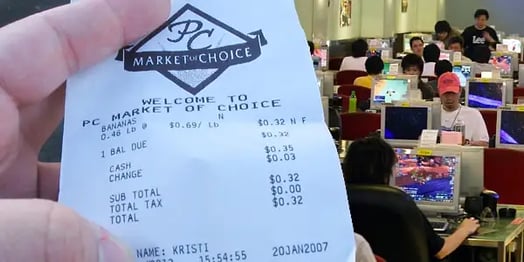 PC
MARKET OF CHOICE
WELCOME TO
PC MARKET OF CHOICE
BANANAS N
0.46 lb @ $0.69/ Lb $0.32 N F
1 BAL DUE $0.32
CASH $0.35
CHANGE $0.03
SUB TOTAL $0.32
TOTAL TAX $0.00
TOTAL $0.32
NAME: KRISTI
15:54:55 20JAN2007